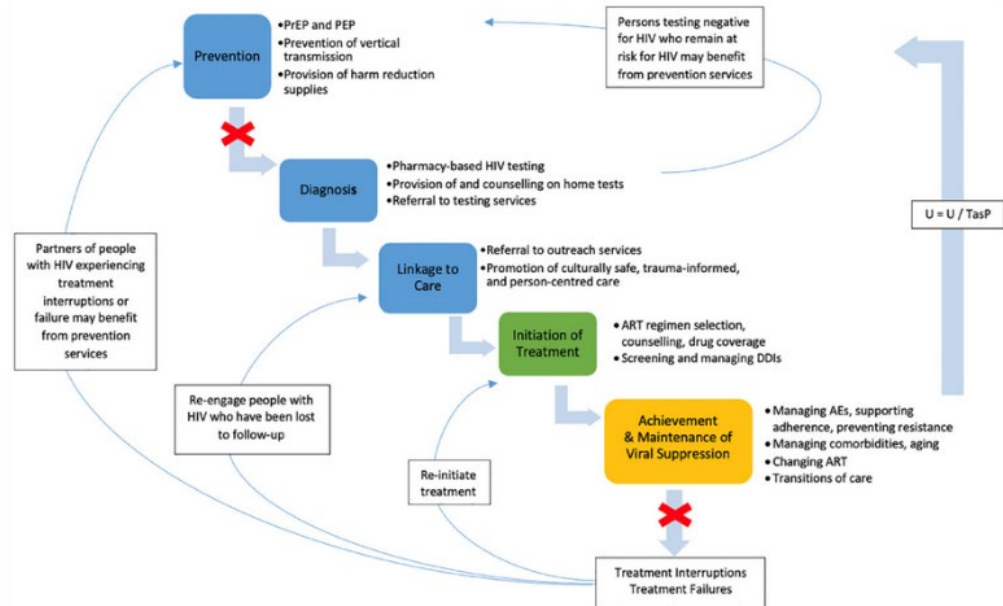 Prevention
•PrEP and PEP
•Prevention of vertical
transmission
•Provision of harm reduction
supplies
Persons testing negative
for HIV who remain at
risk for HIV may benefit
from prevention services
Diagnosis
•Pharmacy-based HIV testing
•Provision of and counselling on home tests
•Referral to testing services
U = U / TasP
Partners of people
with HIV experiencing
treatment
interruptions or
failure may benefit
from prevention
services
Linkage to
Care
•Referral to outreach services
•Promotion of culturally safe, trauma-informed,
and person-centred care
Initiation of
Treatment
• ART regimen selection,
counselling, drug coverage
• Screening and managing DDIs
Re-engage people with
HIV who have been lost
to follow-up
Achievement
& Maintenance of
Viral Suppression
• Managing AEs, supporting
adherence, preventing resistance
• Managing comorbidities, aging
• Changing ART
• Transitions of care
Re-initiate
treatment
Treatment Interruptions
Treatment Failures